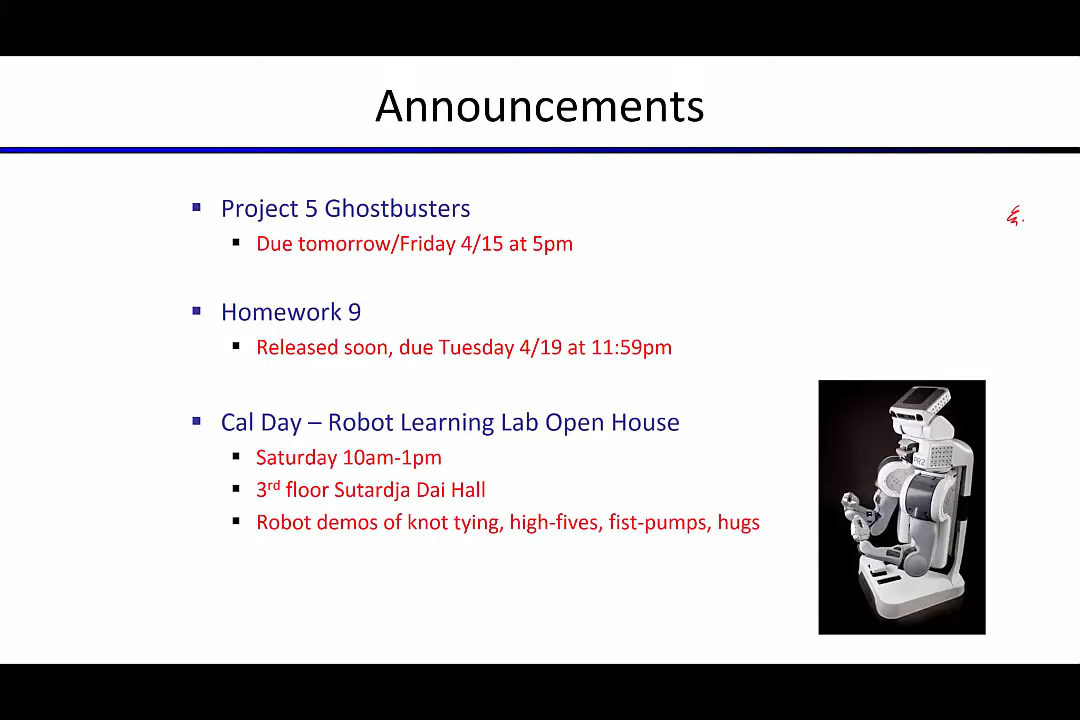 Announcements
Project 5 Ghostbusters
Due tomorrow/Friday 4/15 at 5pm
Homework 9
Released soon, due Tuesday 4/19 at 11:59pm
Cal Day – Robot Learning Lab Open House
Saturday 10am-1pm
3rd floor Sutardja Dai Hall
Robot demos of knot tying, high-fives, fist-pumps, hugs
PR2